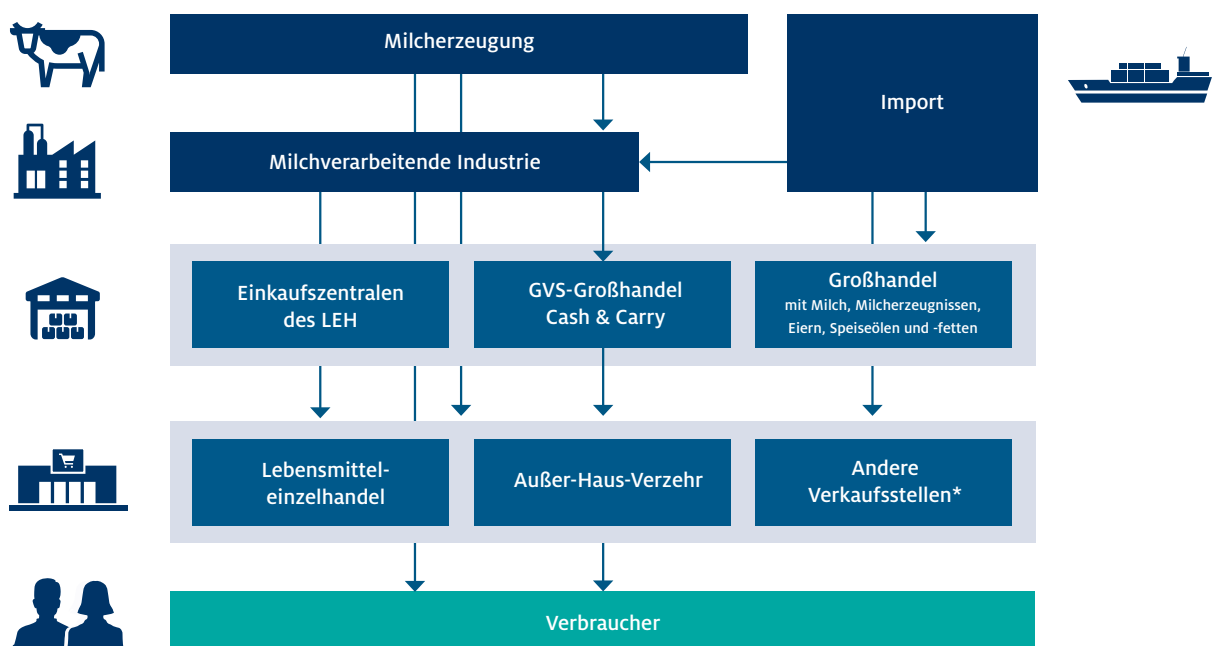 Milcherzeugung
Import
Milchverarbeitende Industrie
Einkaufszentralen
des LEH
GVS-Großhandel
Cash & Carry
Großhandel
mit Milch, Milcherzeugnissen,
Eiern, Speiseölen und -fetten
Lebensmittel-
einzelhandel
Außer-Haus-Verzehr
Andere
Verkaufsstellen*
Verbraucher